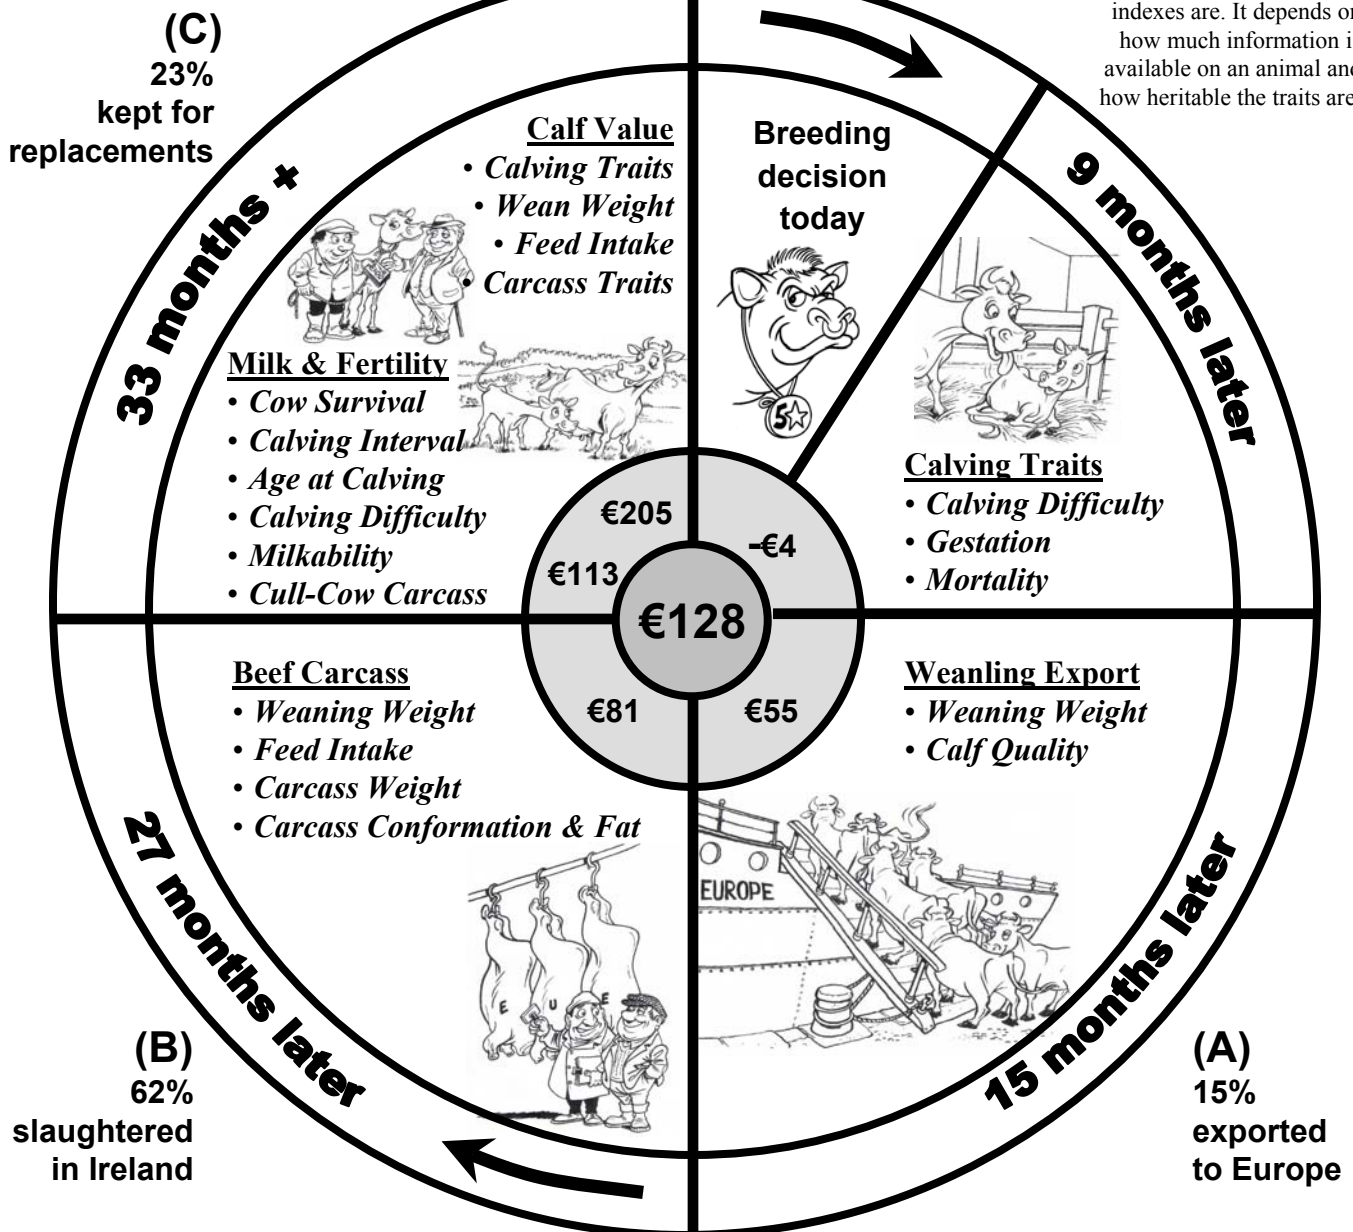 indexes are. It depends on
how much information i
available on an animal and
how heritable the traits are
Breeding
decision
today
5
9 months later
Calving Traits
• Calving Difficulty
• Gestation
• Mortality
-€4
Weanling Export
• Weaning Weight
• Calf Quality
€55
EUROPE
15 months later
(A)
15%
exported
to Europe
Beef Carcass
• Weaning Weight
• Feed Intake
• Carcass Weight
• Carcass Conformation & Fat
€81
E U E
27 months later
(B)
62%
slaughtered
in Ireland
(C)
23%
kept for
replacements
33 months +
Calf Value
• Calving Traits
• Wean Weight
• Feed Intake
• Carcass Traits
€205
Milk & Fertility
• Cow Survival
• Calving Interval
• Age at Calving
• Calving Difficulty
• Milkability
• Cull-Cow Carcass
€113
€128